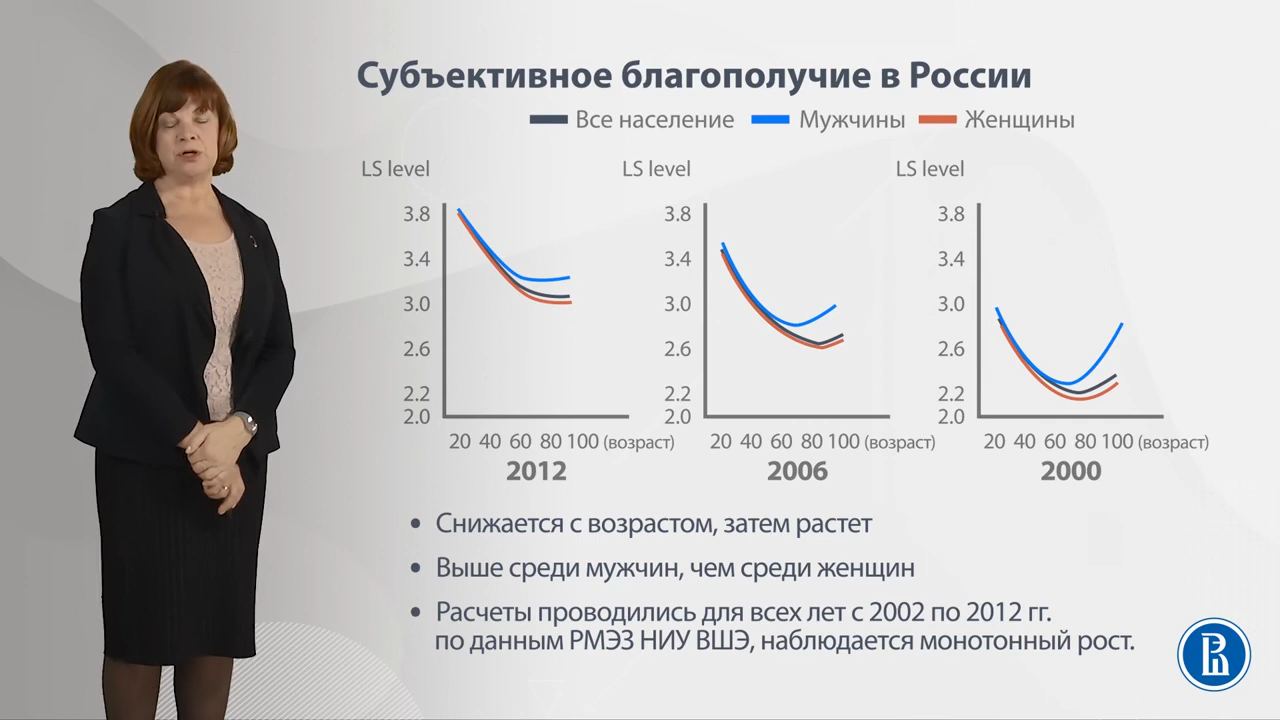 Субъективное благополучие в России
Все население Мужчины Женщины
LS level LS level LS level
3.8 3.8 3.8
3.4 3.4 3.4
3.0 3.0 3.0
2.6 2.6 2.6
2.2 2.2 2.2
2.0 2.0 2.0
20 40 60 80 100 (возраст) 20 40 60 80 100 (возраст) 20 40 60 80 100 (возраст)
2012 2006 2000
• Снижается с возрастом, затем растет
• Выше среди мужчин, чем среди женщин
• Расчеты проводились для всех лет с 2002 по 2012 гг.
по данным РМЭЗ НИУ ВШЭ, наблюдается монотонный рост.